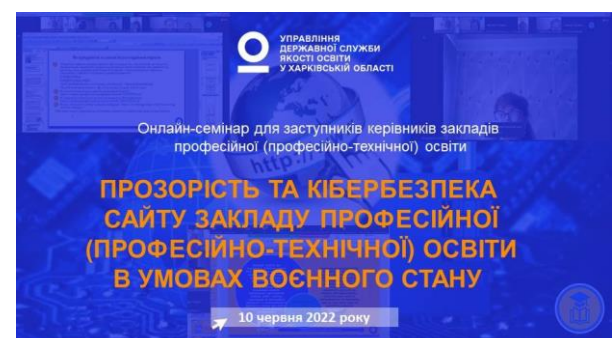 УПРАВЛІННЯ
ДЕРЖАВНОЇ СЛУЖБИ
ЯКОСТІ ОСВІТИ
У ХАРКІВСЬКІЙ ОБЛАСТІ
Онлайн-семінар для заступників керівників закладів
професійної (професійно-технічної) освіти
http://
ПРОЗОРІСТЬ ТА КІБЕРБЕЗПЕКА
САЙТУ ЗАКЛАДУ ПРОФЕСІЙНОЇ
(ПРОФЕСІЙНО-ТЕХНІЧНОЇ) ОСВІТИ
В УМОВАХ ВОЄННОГО СТАНУ
10 червня 2022 року